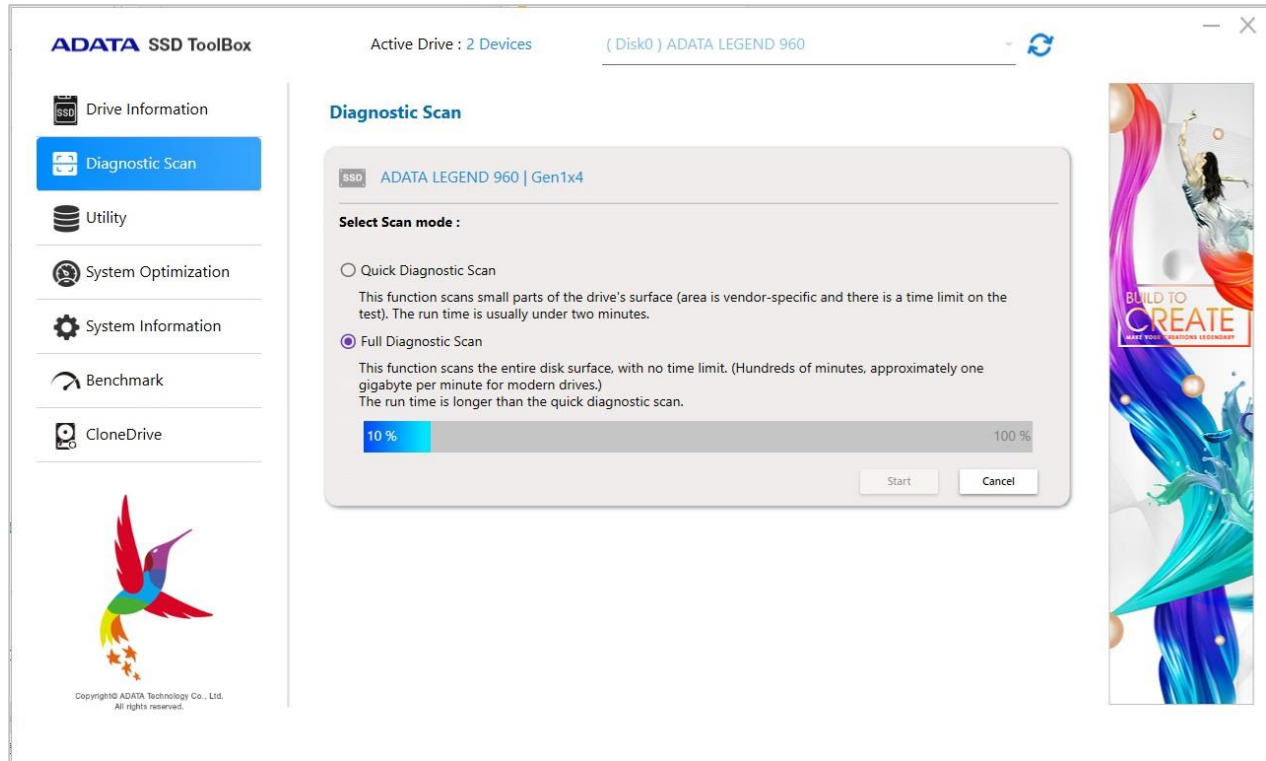 ADATA SSD ToolBox
Active Drive : 2 Devices
( Disk0 ) ADATA LEGEND 960
SSD
Drive Information
Diagnostic Scan
Utility
System Optimization
System Information
Benchmark
CloneDrive
Copyright© ADATA Technology Co., Ltd.
All rights reserved.
Diagnostic Scan
SSD ADATA LEGEND 960 | Gen1x4
Select Scan mode :
Quick Diagnostic Scan
This function scans small parts of the drive's surface (area is vendor-specific and there is a time limit on the
test). The run time is usually under two minutes.
Full Diagnostic Scan
This function scans the entire disk surface, with no time limit. (Hundreds of minutes, approximately one
gigabyte per minute for modern drives.)
The run time is longer than the quick diagnostic scan.
10 %
100 %
Start
Cancel
BUILD TO
CREATE
MAKE YOUR CREATIONS LEGENDARY